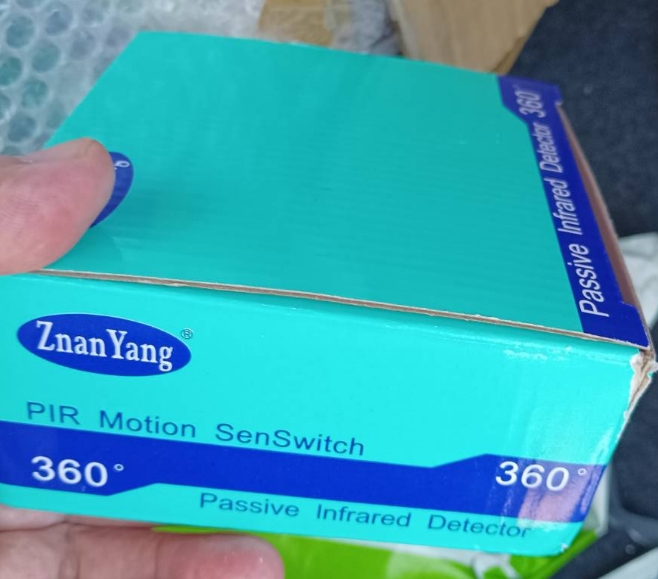 Passive Infrared Detector 360°
ZnanYang®
PIR Motion SenSwitch
360° 360°
Passive Infrared Detector